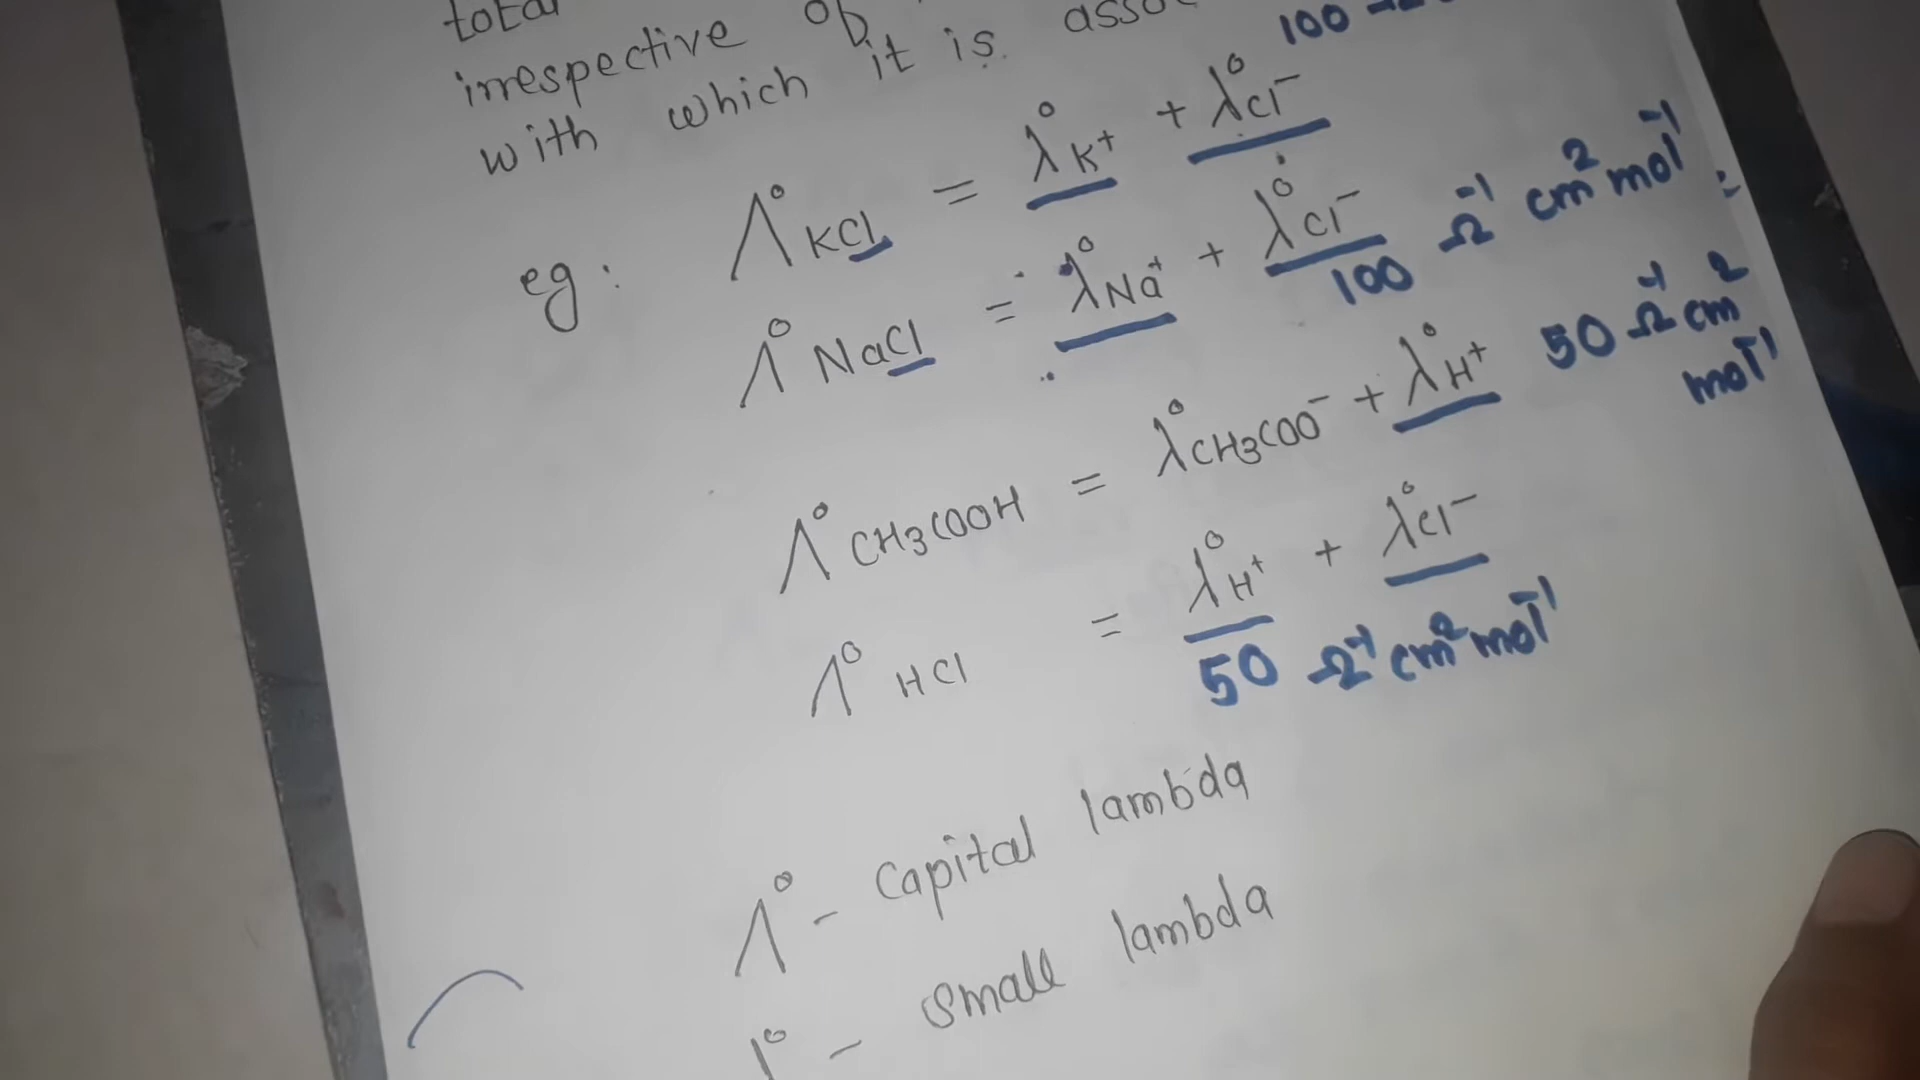 total
irrespective of 100
with which it is
eg: Λ°KCl = λ°K⁺ + λ°Cl⁻
Λ°NaCl = λ°Na⁺ + λ°Cl⁻
100 Ω⁻¹ cm² mol⁻¹
Λ°CH3COOH = λ°CH3COO⁻ + λ°H⁺ 50 Ω⁻¹ cm²
mol⁻¹
Λ°HCl = λ°H⁺ + λ°Cl⁻
50 Ω⁻¹ cm² mol⁻¹
Λ° - Capital lambda
- Small lambda